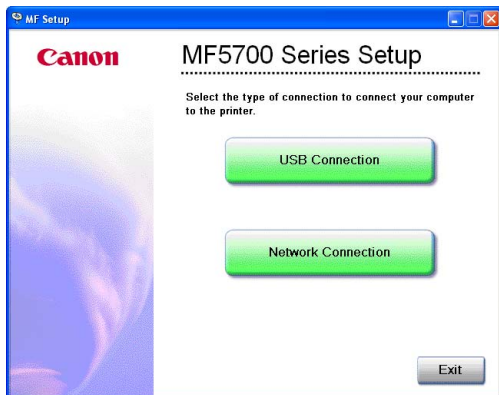 MF Setup
Canon
MF5700 Series Setup
Select the type of connection to connect your computer
to the printer.
USB Connection
Network Connection
Exit